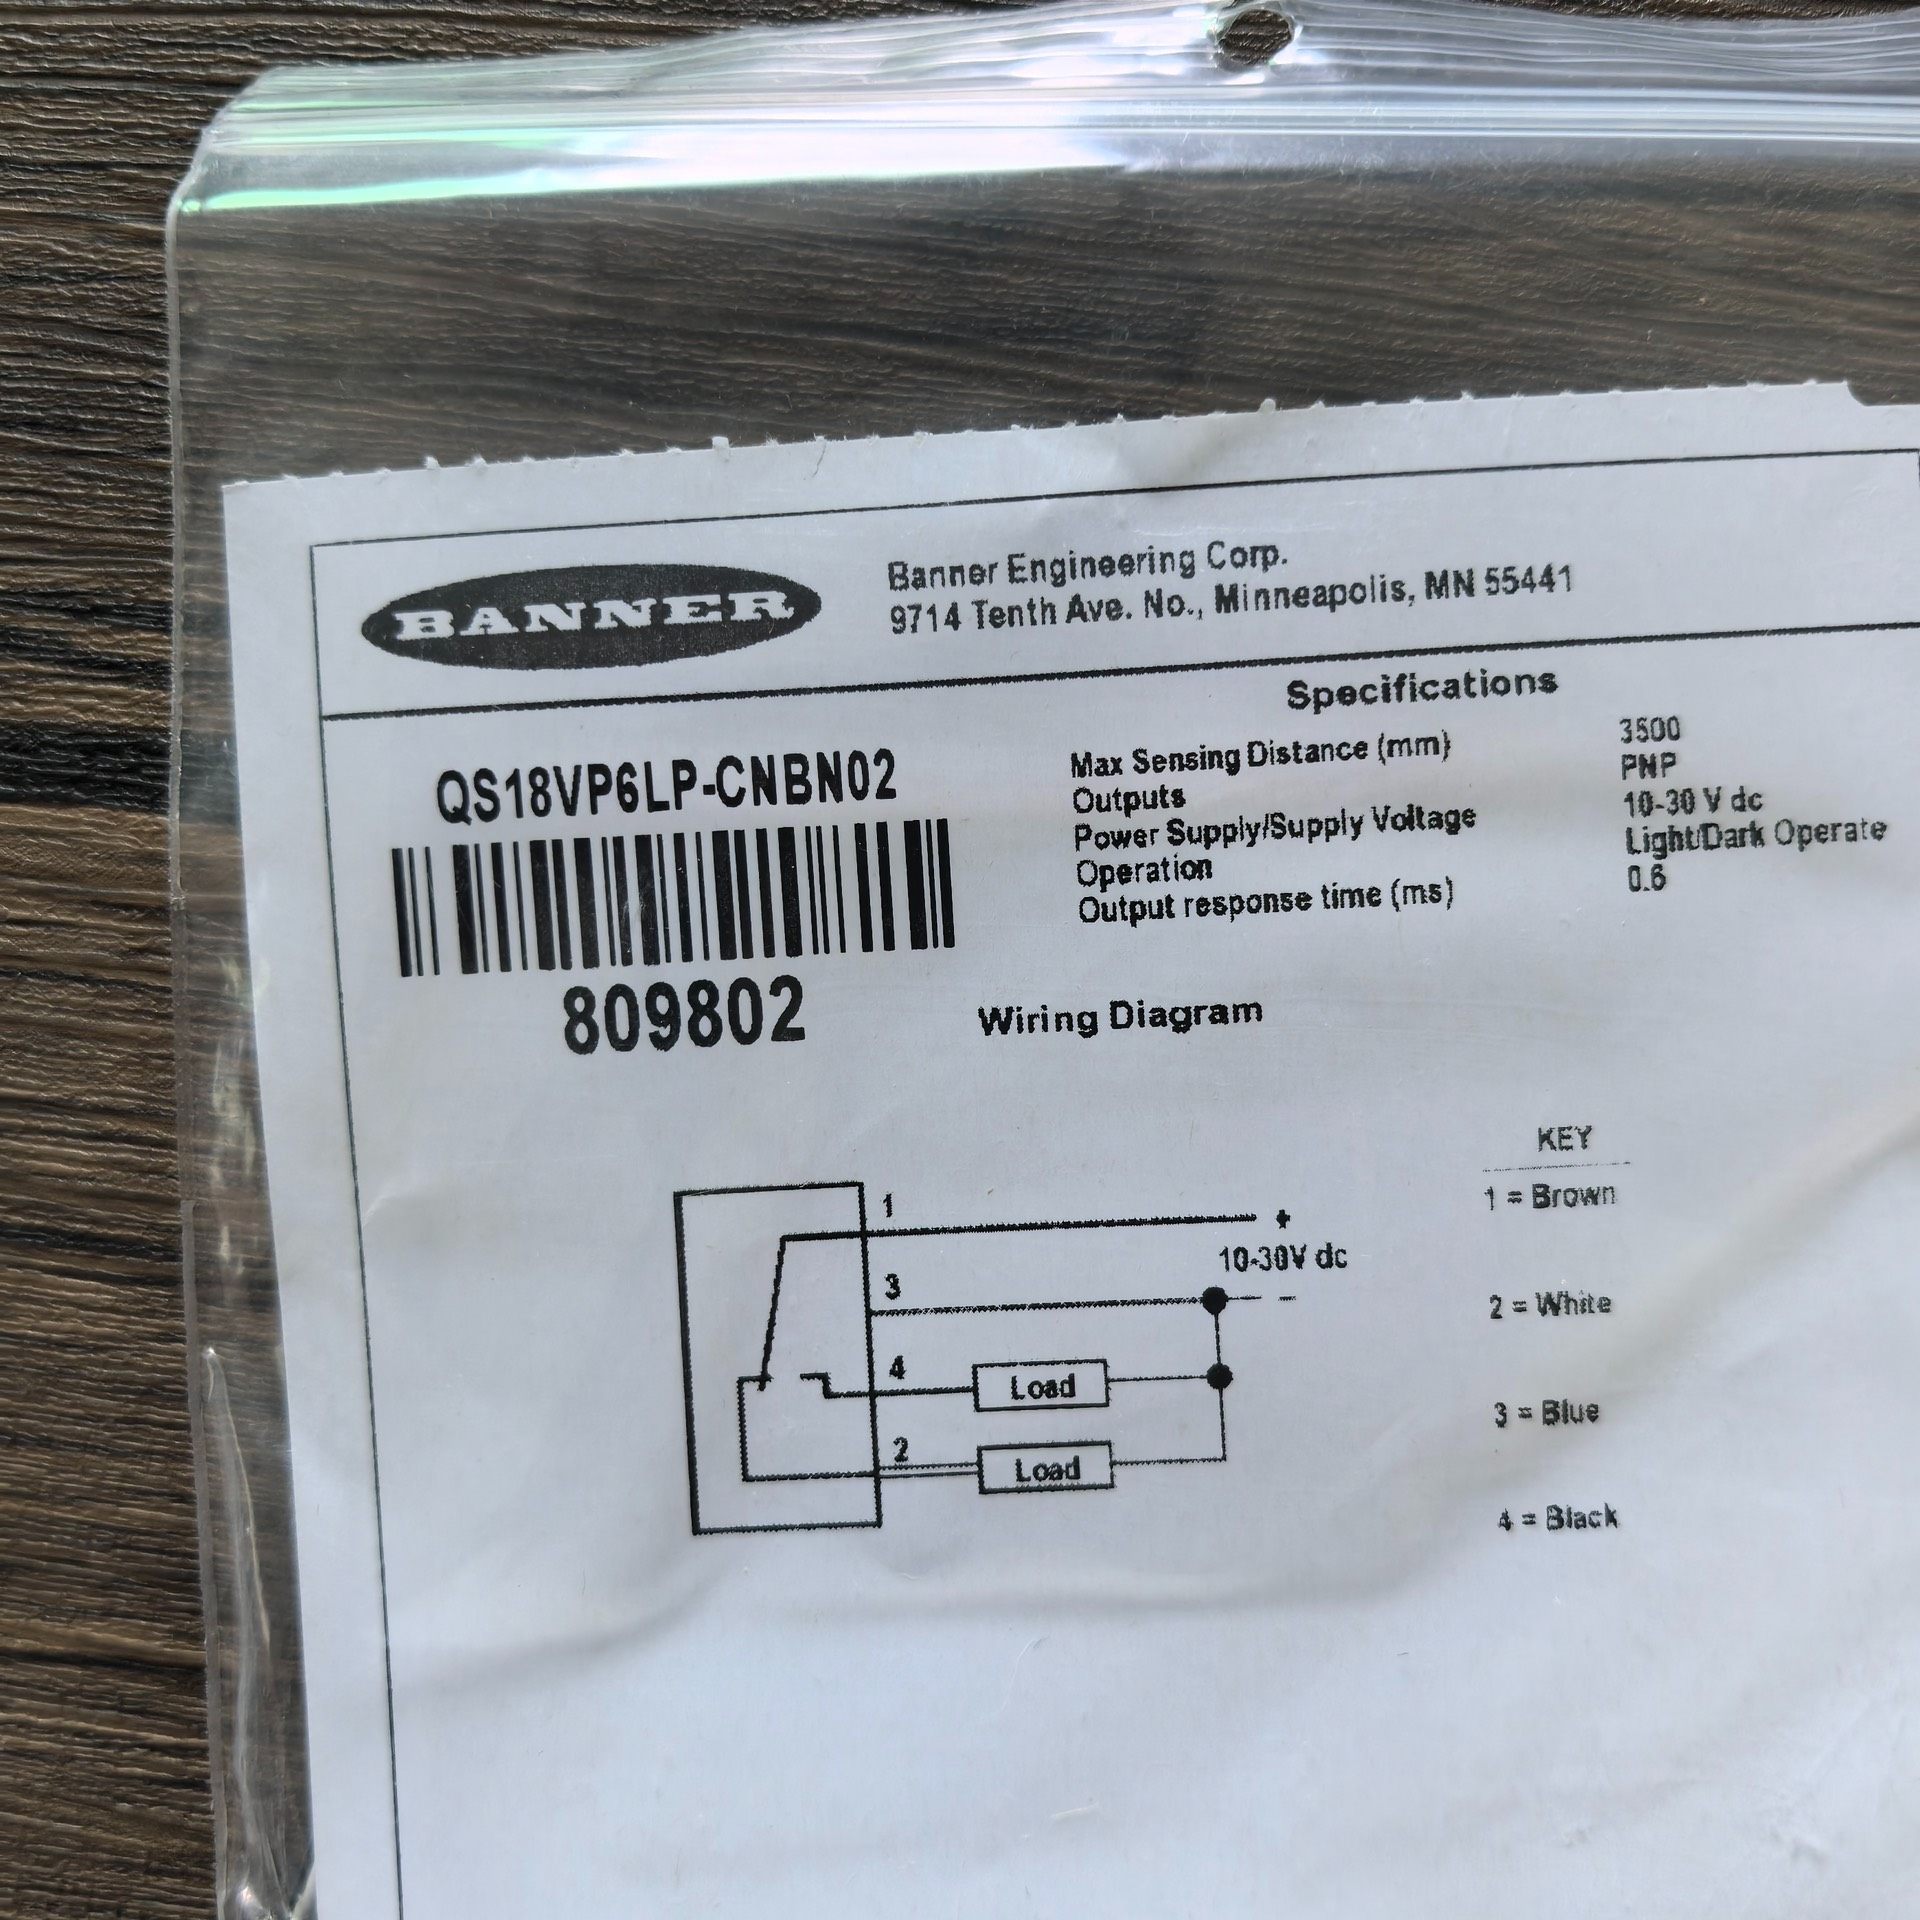 BANNER
Banner Engineering Corp.
9714 Tenth Ave. No., Minneapolis, MN 55441
QS18VP6LP-CNBN02
809802
Specifications
Max Sensing Distance (mm) 3500
Outputs PNP
Power Supply/Supply Voltage 10-30 V dc
Operation Light/Dark Operate
Output response time (ms) 0.6
Wiring Diagram
1 +
10-30V dc
3 -
4 Load
2 Load
KEY
1 = Brown
2 = White
3 = Blue
4 = Black